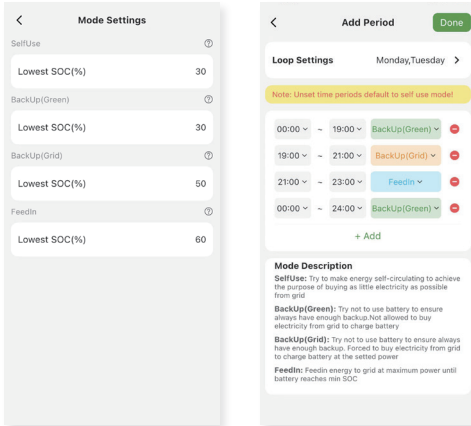 Mode Settings
SelfUse
Lowest SOC(%) 30
BackUp(Green)
Lowest SOC(%) 30
BackUp(Grid)
Lowest SOC(%) 50
FeedIn
Lowest SOC(%) 60
Add Period Done
Loop Settings Monday,Tuesday
Note: Unset time periods default to self use mode!
00:00 ~ 19:00 BackUp(Green)
19:00 ~ 21:00 BackUp(Grid)
21:00 ~ 23:00 FeedIn
00:00 ~ 24:00 BackUp(Green)
+ Add
Mode Description
SelfUse: Try to make energy self-circulating to achieve
the purpose of buying as little electricity as possible
from grid
BackUp(Green): Try not to use battery to ensure
always have enough backup.Not allowed to buy
electricity from grid to charge battery
BackUp(Grid): Try not to use battery to ensure always
have enough backup. Forced to buy electricity from grid
to charge battery at the setted power
FeedIn: Feedin energy to grid at maximum power until
battery reaches min SOC